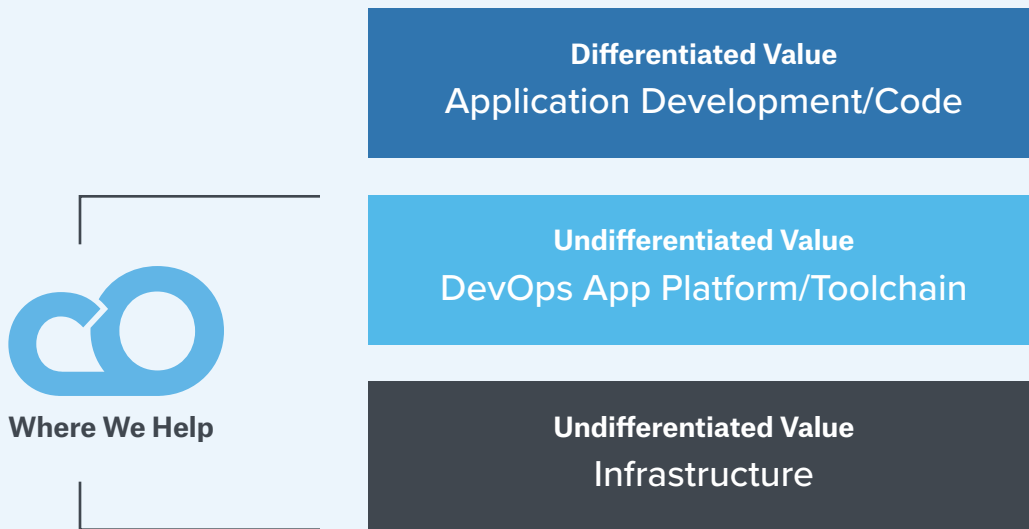 Differentiated Value
Application Development/Code
Undifferentiated Value
DevOps App Platform/Toolchain
Where We Help
Undifferentiated Value
Infrastructure